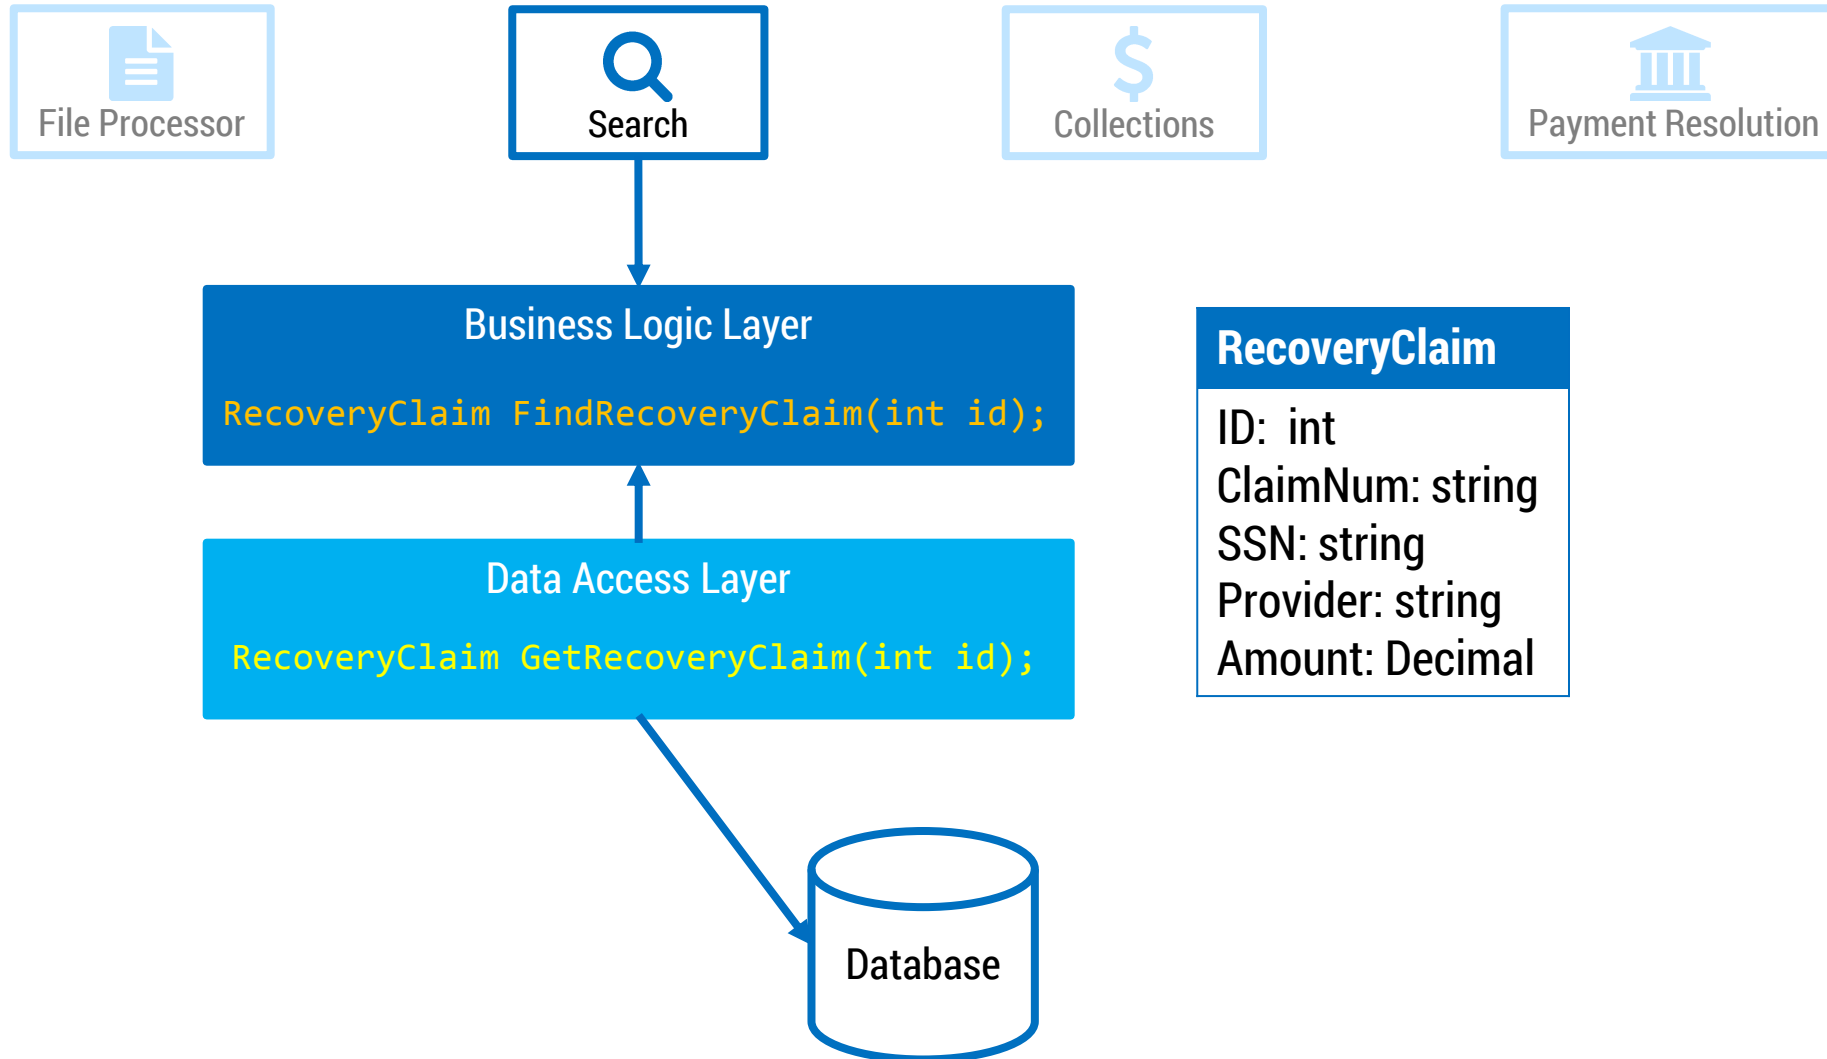 File Processor
Search
Collections
Payment Resolution
Business Logic Layer
RecoveryClaim FindRecoveryClaim(int id);
Data Access Layer
RecoveryClaim GetRecoveryClaim(int id);
RecoveryClaim
ID: int
ClaimNum: string
SSN: string
Provider: string
Amount: Decimal
Database